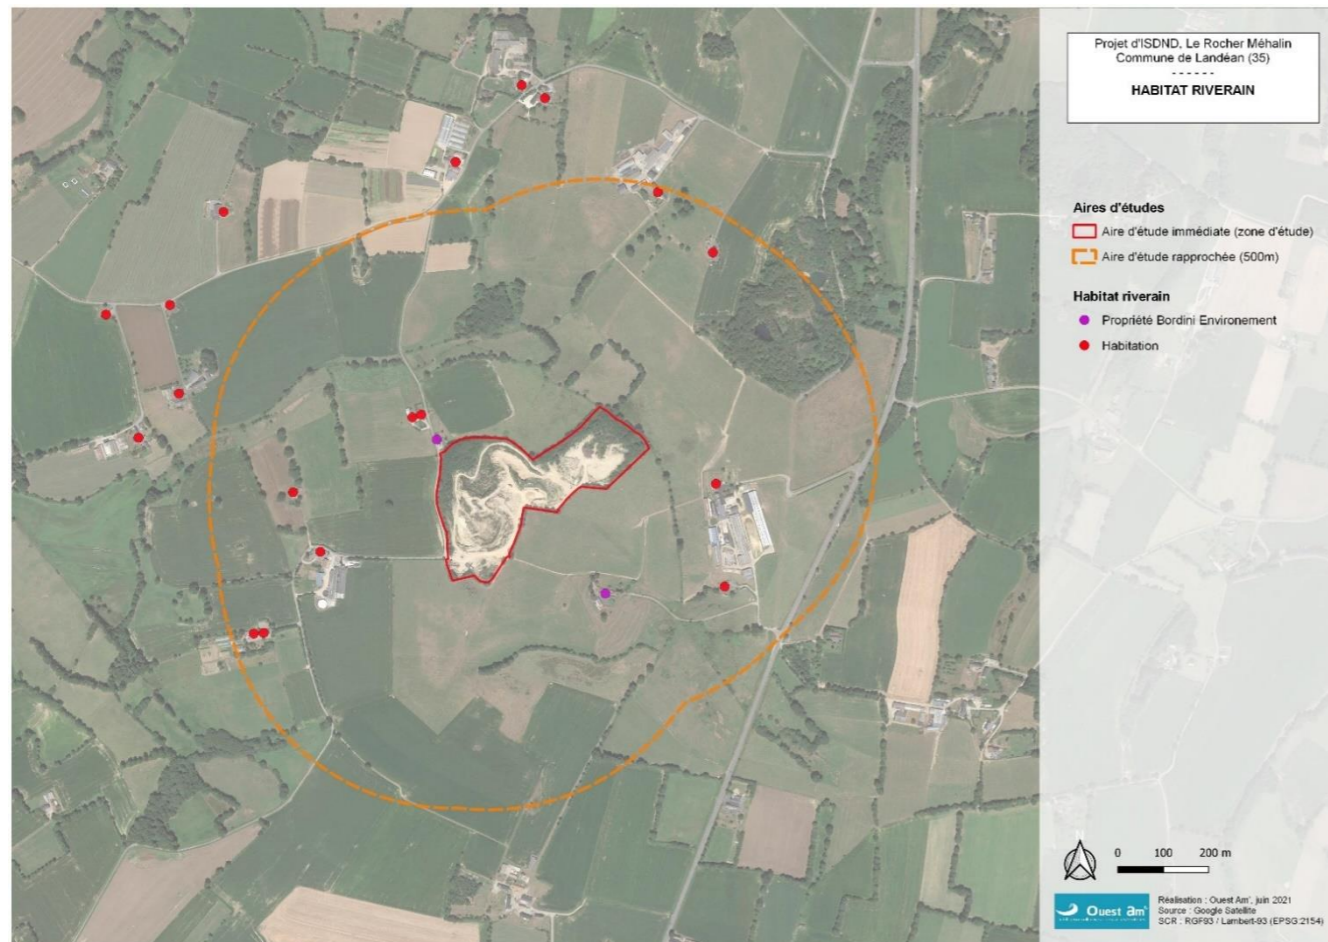 Projet d'ISDND, Le Rocher Méhalin
Commune de Landéan (35)
------
HABITAT RIVERAIN
Aires d'études
Aire d'étude immédiate (zone d'étude)
Aire d'étude rapprochée (500m)
Habitat riverain
Propriété Bordini Environement
Habitation
N
0 100 200 m
Ouest am'
Réalisation : Ouest Am', juin 2021
Source : Google Satellite
SCR : RGF93 / Lambert-93 (EPSG:2154)